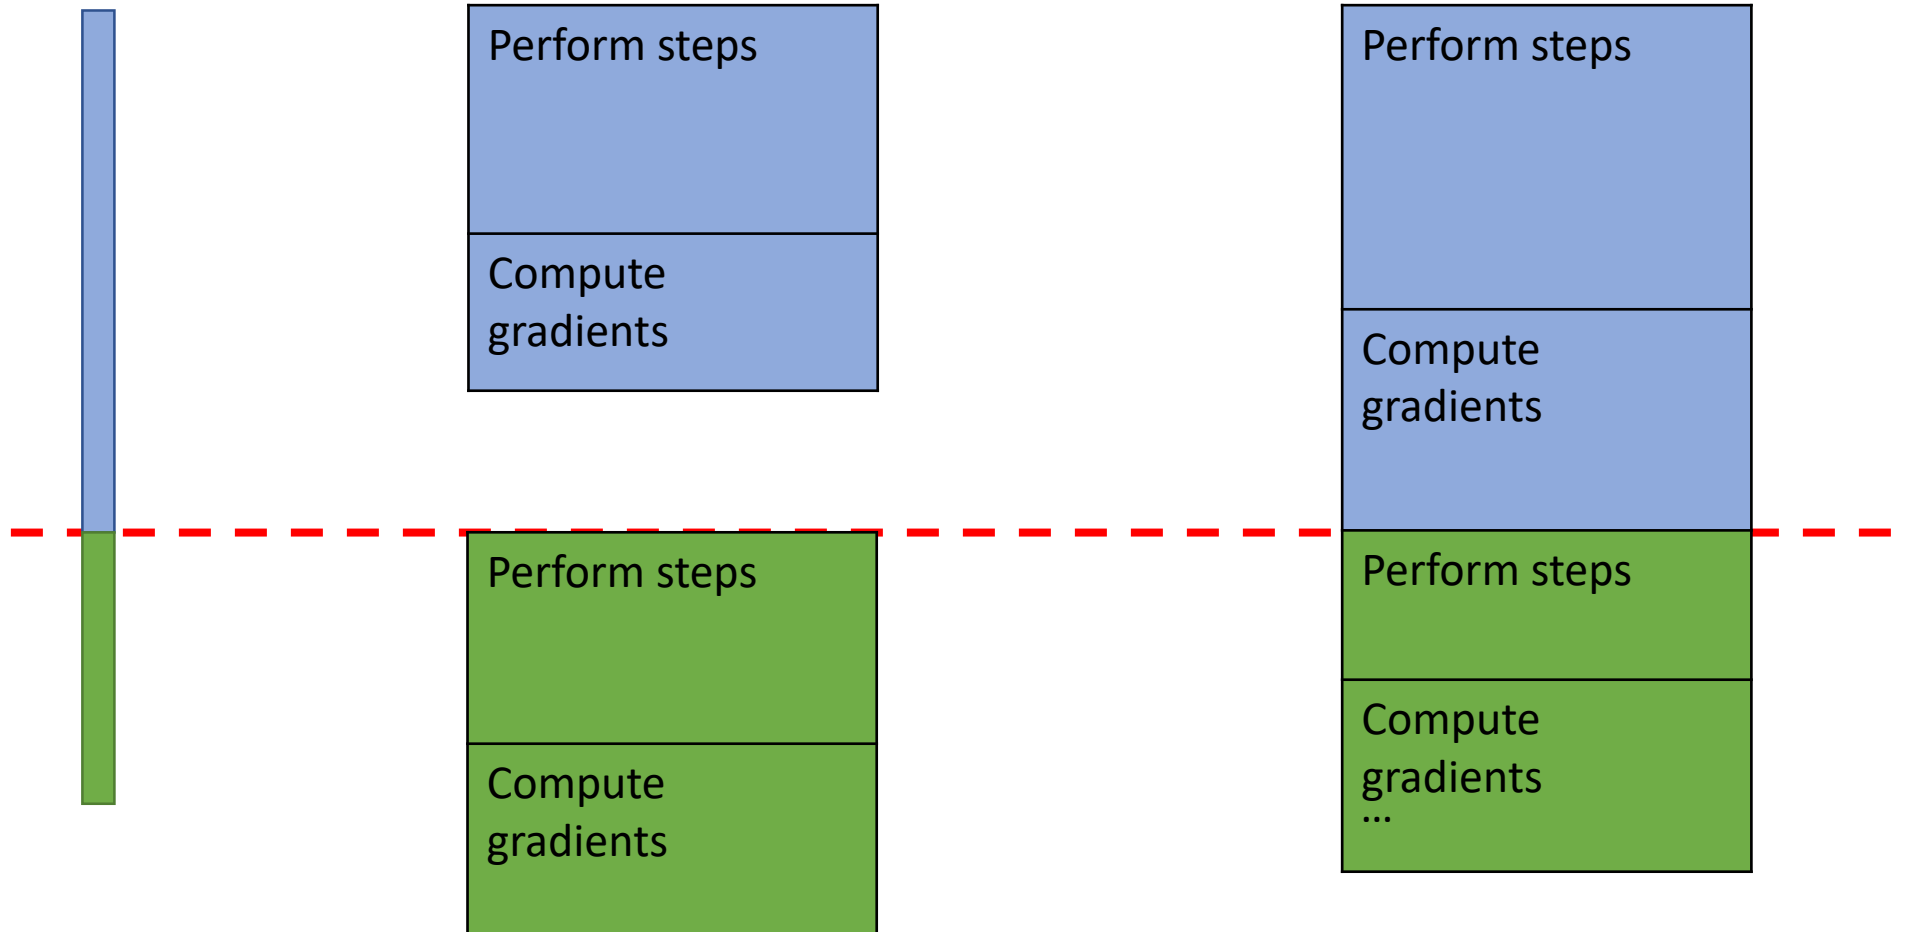 Perform steps
Compute
gradients
Perform steps
Compute
gradients
Perform steps
Compute
gradients
Perform steps
Compute
gradients
...